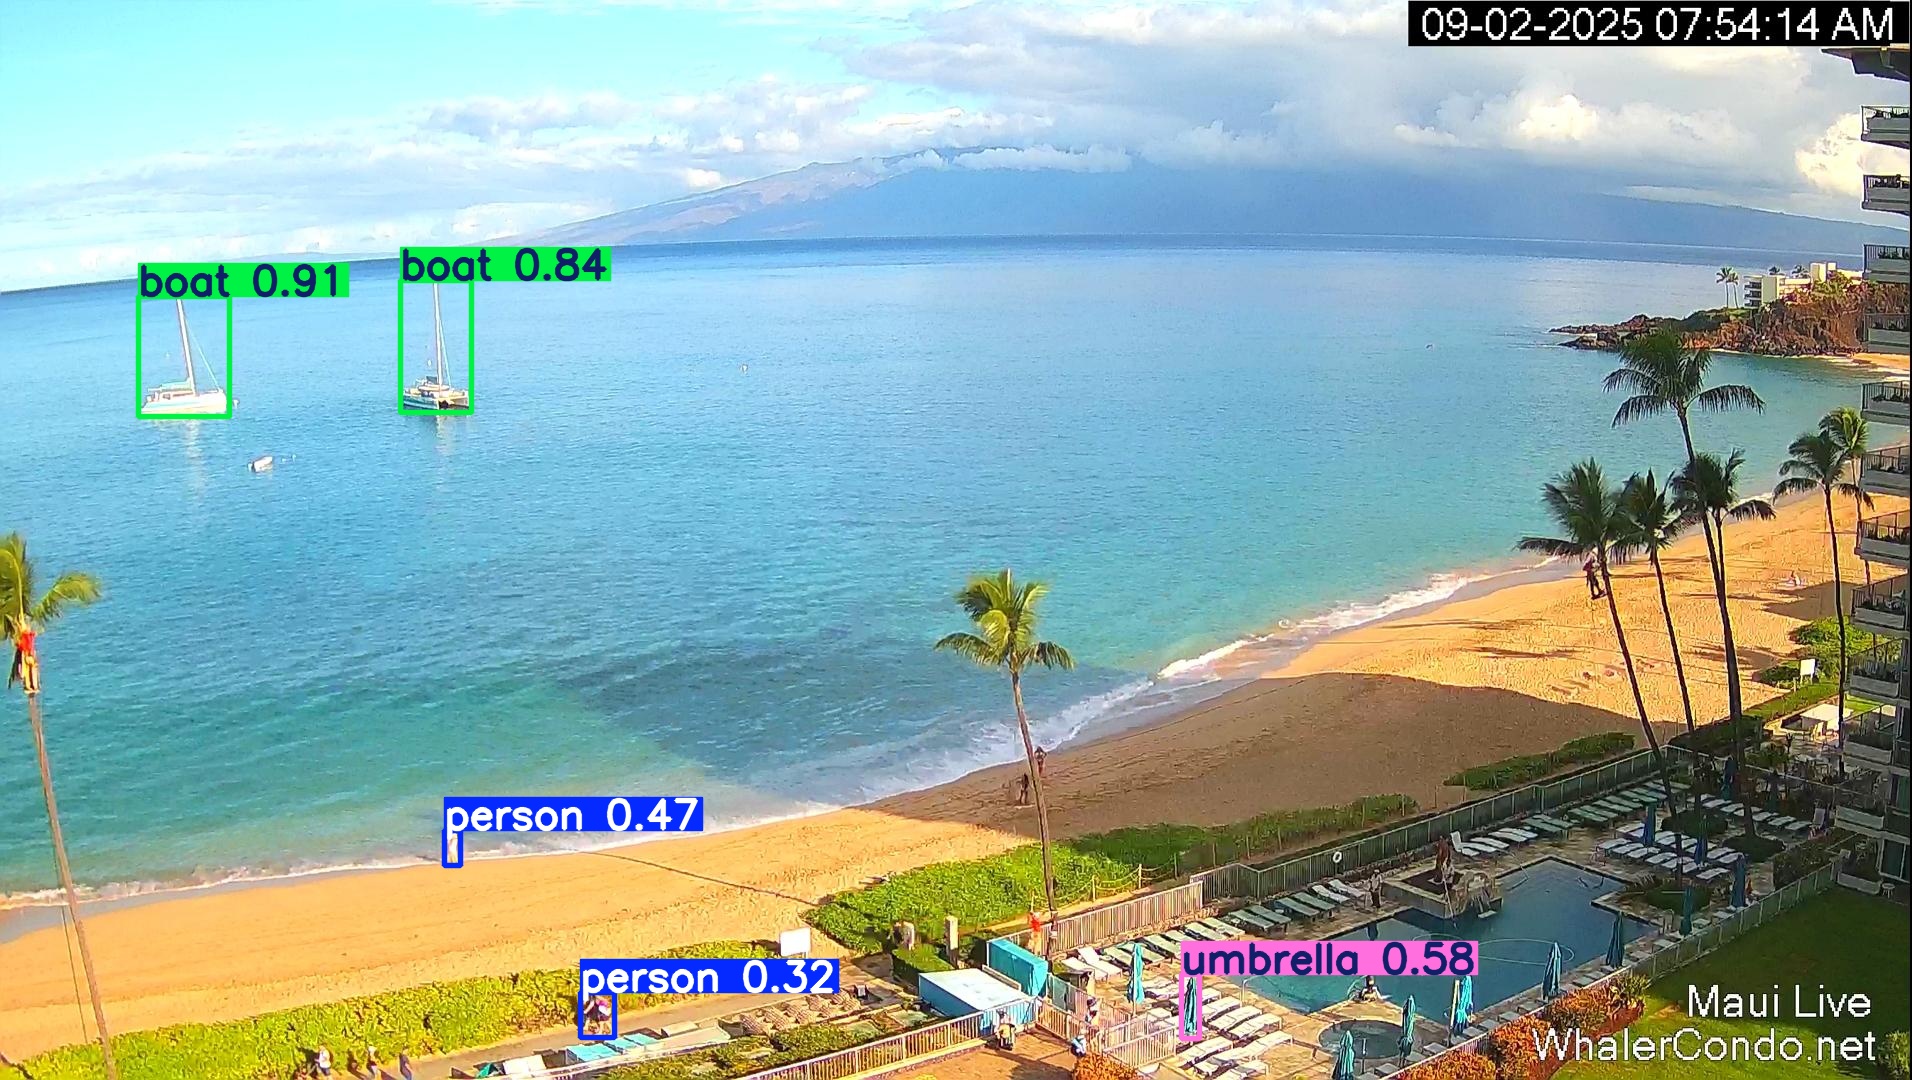 09-02-2025 07:54:14 AM
boat 0.91
boat 0.84
person 0.47
person 0.32
umbrella 0.58
Maui Live
WhalerCondo.net